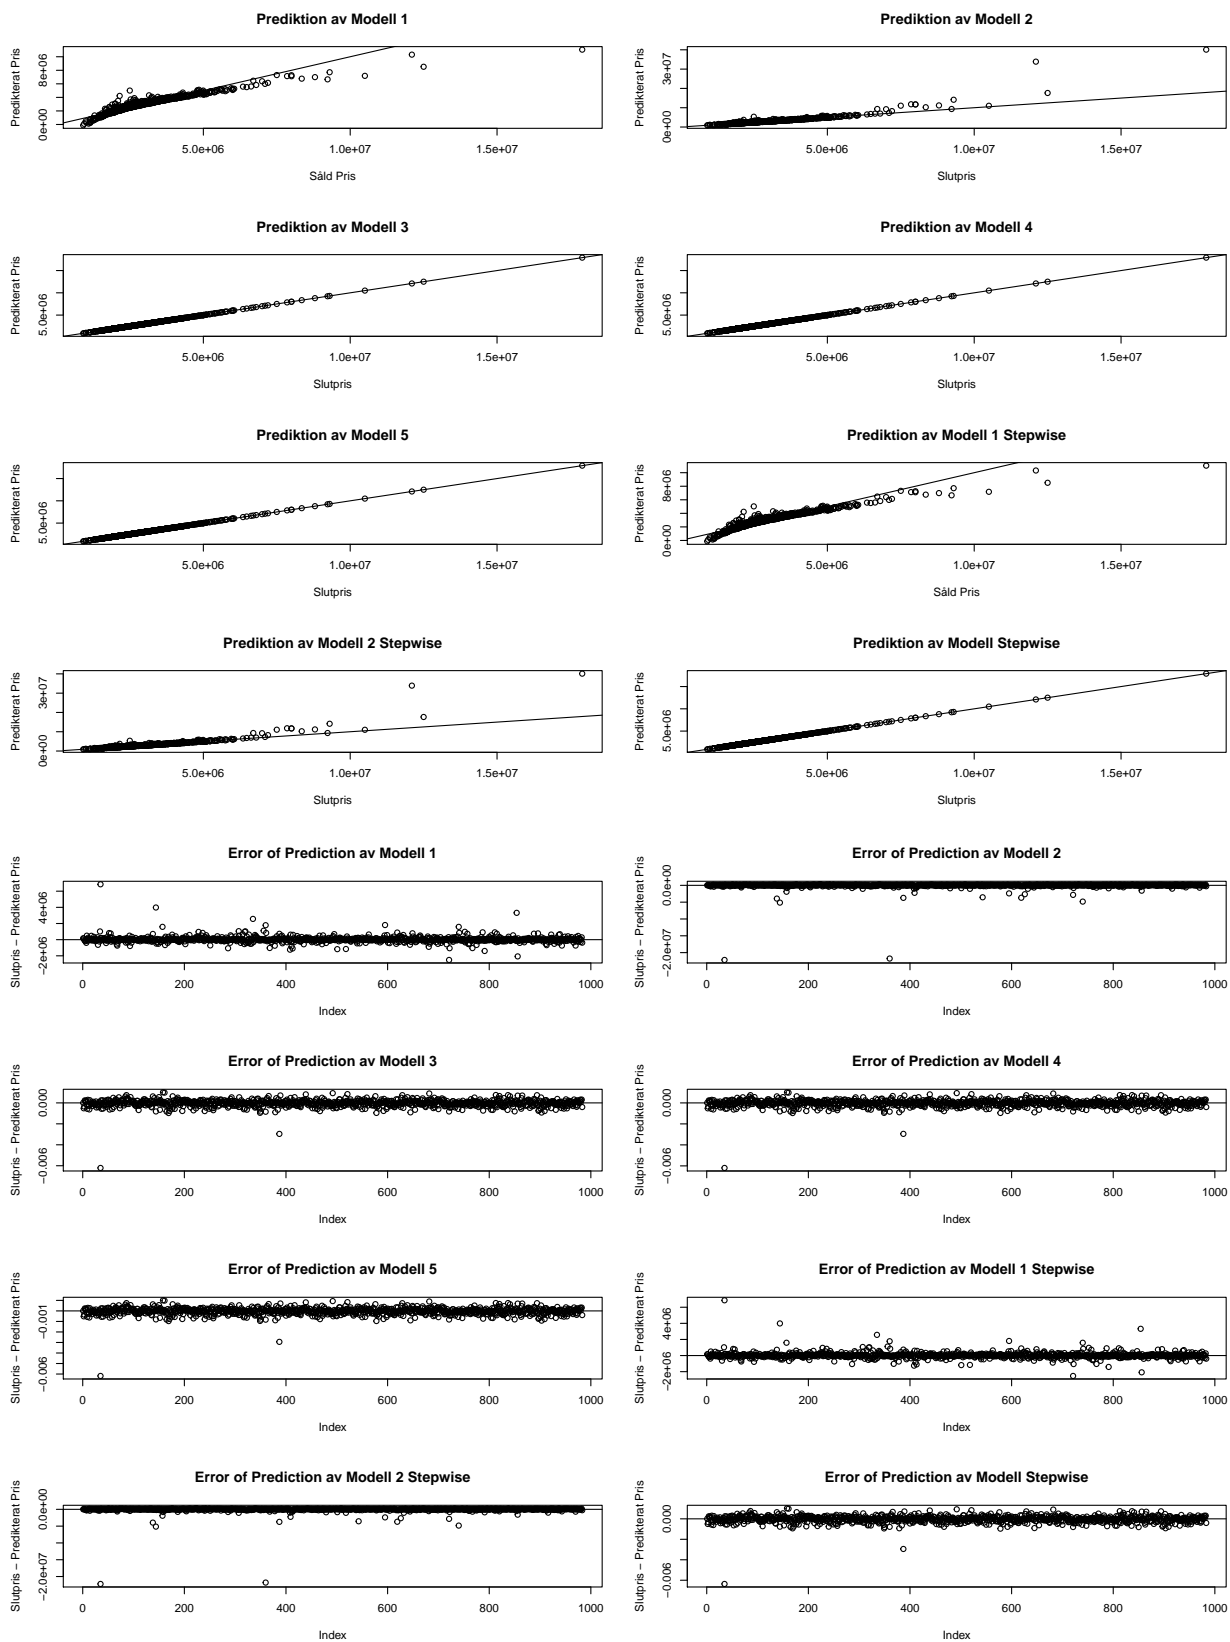 Prediktion av Modell 1
Predikterat Pris
0e+00 8e+06
5.0e+06 1.0e+07 1.5e+07
Såld Pris
Prediktion av Modell 2
Predikterat Pris
0e+00 3e+07
5.0e+06 1.0e+07 1.5e+07
Slutpris
Prediktion av Modell 3
Predikterat Pris
5.0e+06
5.0e+06 1.0e+07 1.5e+07
Slutpris
Prediktion av Modell 4
Predikterat Pris
5.0e+06
5.0e+06 1.0e+07 1.5e+07
Slutpris
Prediktion av Modell 5
Predikterat Pris
5.0e+06
5.0e+06 1.0e+07 1.5e+07
Slutpris
Prediktion av Modell 1 Stepwise
Predikterat Pris
0e+00 8e+06
5.0e+06 1.0e+07 1.5e+07
Såld Pris
Prediktion av Modell 2 Stepwise
Predikterat Pris
0e+00 3e+07
5.0e+06 1.0e+07 1.5e+07
Slutpris
Prediktion av Modell Stepwise
Predikterat Pris
5.0e+06
5.0e+06 1.0e+07 1.5e+07
Slutpris
Error of Prediction av Modell 1
Slutpris − Predikterat Pris
−2e+06 4e+06
0 200 400 600 800 1000
Index
Error of Prediction av Modell 2
Slutpris − Predikterat Pris
−2.0e+07 0.0e+00
0 200 400 600 800 1000
Index
Error of Prediction av Modell 3
Slutpris − Predikterat Pris
−0.006 0.000
0 200 400 600 800 1000
Index
Error of Prediction av Modell 4
Slutpris − Predikterat Pris
−0.006 0.000
0 200 400 600 800 1000
Index
Error of Prediction av Modell 5
Slutpris − Predikterat Pris
−0.006 −0.001
0 200 400 600 800 1000
Index
Error of Prediction av Modell 1 Stepwise
Slutpris − Predikterat Pris
−2e+06 4e+06
0 200 400 600 800 1000
Index
Error of Prediction av Modell 2 Stepwise
Slutpris − Predikterat Pris
−2.0e+07 0.0e+00
0 200 400 600 800 1000
Index
Error of Prediction av Modell Stepwise
Slutpris − Predikterat Pris
−0.006 0.000
0 200 400 600 800 1000
Index